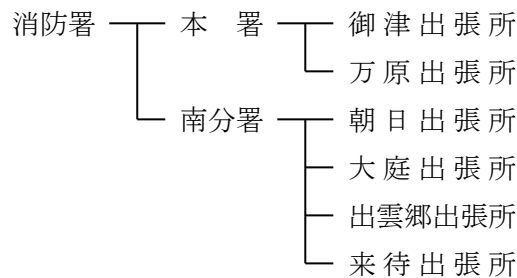 消防署 本署 御津出張所
万原出張所
南分署 朝日出張所
大庭出張所
出雲郷出張所
来待出張所